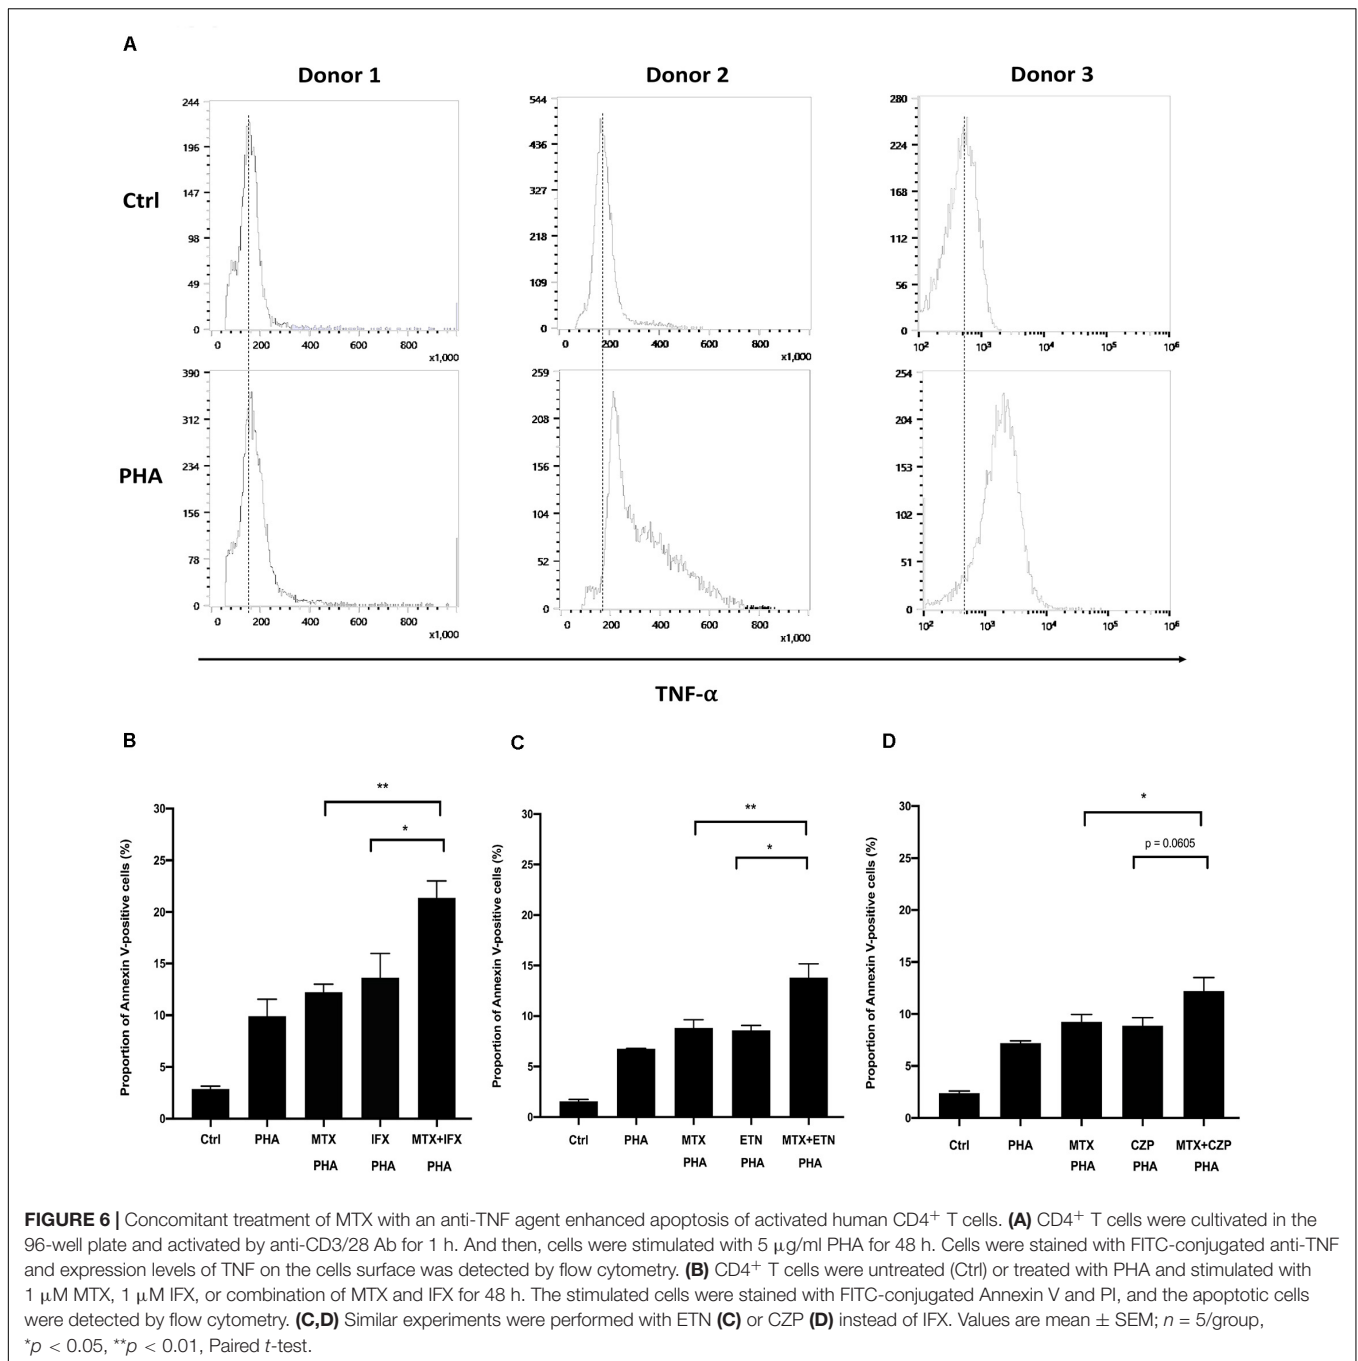 A
Donor 1
Donor 2
Donor 3
Ctrl
244
196
147
98
49
0
0 200 400 600 800
x1,000
544
436
327
218
109
0
0 200 400 600 800
x1,000
280
224
168
112
56
0
10² 10³ 10⁴ 10⁵ 10⁶
PHA
390
312
234
156
78
0
0 200 400 600 800
x1,000
259
208
156
104
52
0
0 200 400 600 800
x1,000
254
204
153
102
51
0
10² 10³ 10⁴ 10⁵ 10⁶
TNF-α
B
Proportion of Annexin V-positive cells (%)
30
25
20
15
10
5
0
**
*
Ctrl PHA MTX IFX MTX+IFX
PHA PHA PHA
C
Proportion of Annexin V-positive cells (%)
30
25
20
15
10
5
0
**
*
Ctrl PHA MTX ETN MTX+ETN
PHA PHA PHA
D
Proportion of Annexin V-positive cells (%)
30
25
20
15
10
5
0
*
p = 0.0605
Ctrl PHA MTX CZP MTX+CZP
PHA PHA PHA
FIGURE 6 | Concomitant treatment of MTX with an anti-TNF agent enhanced apoptosis of activated human CD4⁺ T cells. (A) CD4⁺ T cells were cultivated in the
96-well plate and activated by anti-CD3/28 Ab for 1 h. And then, cells were stimulated with 5 μg/ml PHA for 48 h. Cells were stained with FITC-conjugated anti-TNF
and expression levels of TNF on the cells surface was detected by flow cytometry. (B) CD4⁺ T cells were untreated (Ctrl) or treated with PHA and stimulated with
1 μM MTX, 1 μM IFX, or combination of MTX and IFX for 48 h. The stimulated cells were stained with FITC-conjugated Annexin V and PI, and the apoptotic cells
were detected by flow cytometry. (C,D) Similar experiments were performed with ETN (C) or CZP (D) instead of IFX. Values are mean ± SEM; n = 5/group,
*p < 0.05, **p < 0.01, Paired t-test.